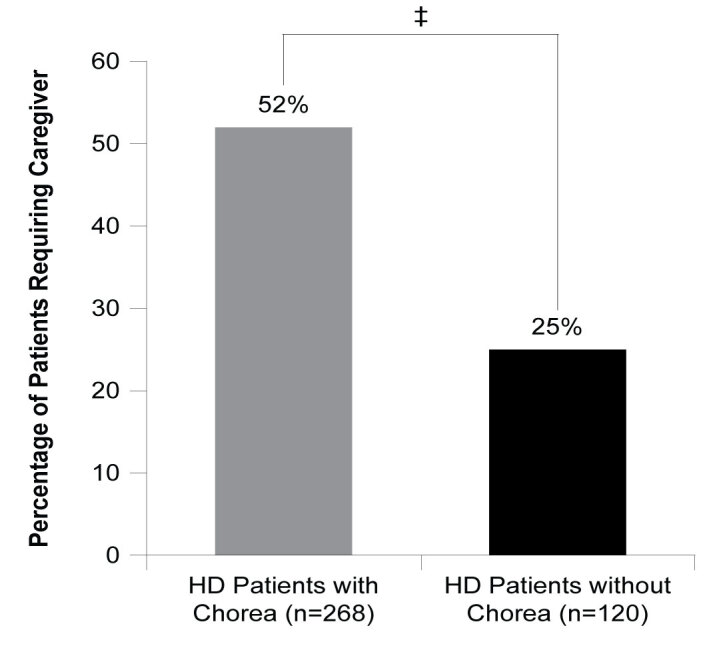 ‡
Percentage of Patients Requiring Caregiver
60
50
40
30
20
10
0
52%
25%
HD Patients with
Chorea (n=268)
HD Patients without
Chorea (n=120)